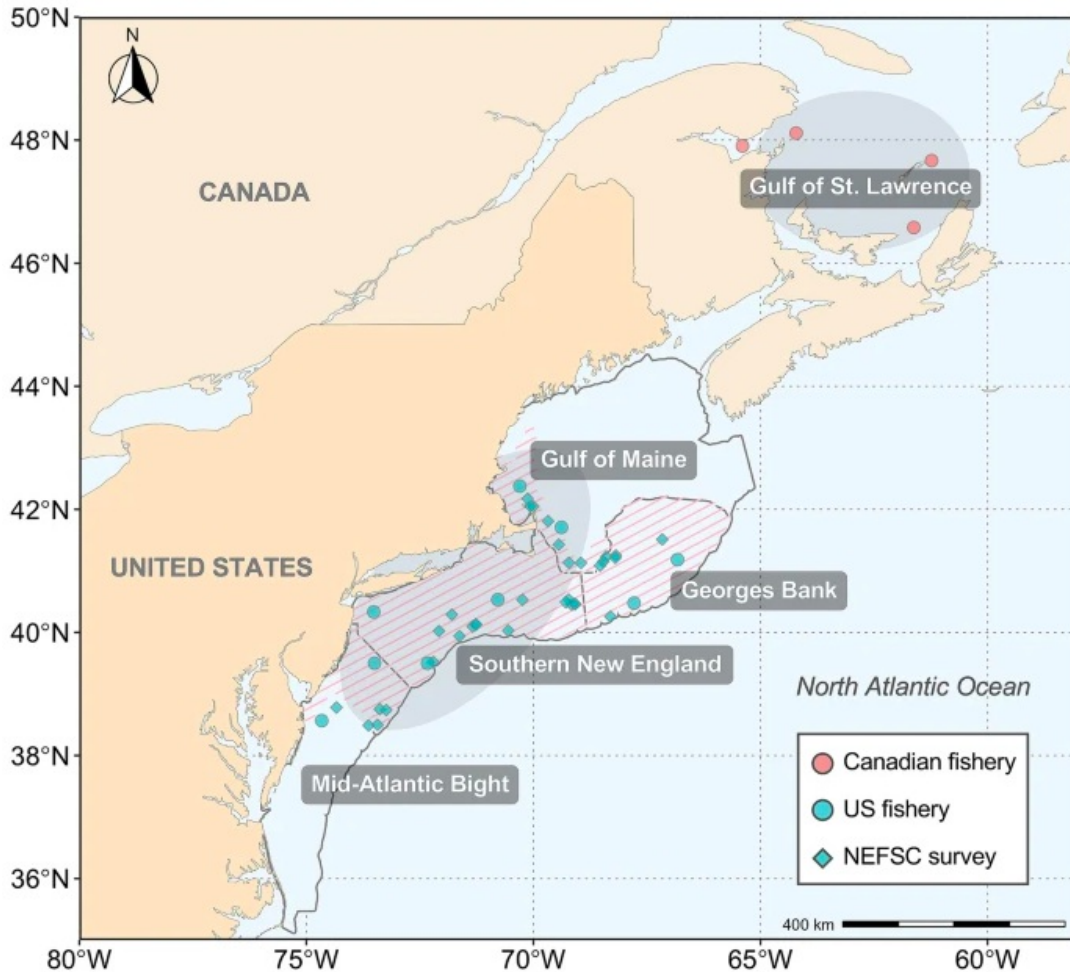 50°N
N
48°N
CANADA
Gulf of St. Lawrence
46°N
44°N
Gulf of Maine
42°N
UNITED STATES
Georges Bank
40°N
Southern New England
North Atlantic Ocean
38°N
Mid-Atlantic Bight
Canadian fishery
US fishery
NEFSC survey
36°N
400 km
80°W
75°W
70°W
65°W
60°W